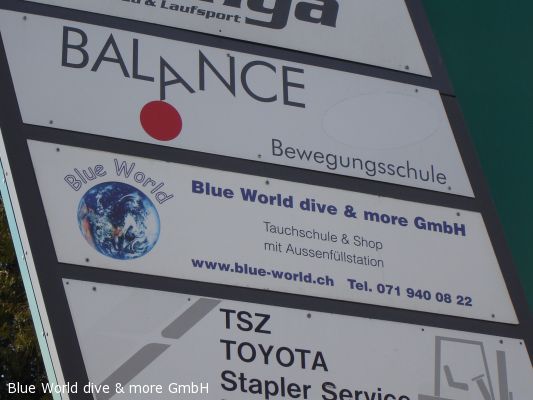 & Laufsport
BALANCE
Bewegungsschule
Blue World
Blue World dive & more GmbH
Tauchschule & Shop
mit Aussenfüllstation
www.blue-world.ch Tel. 071 940 08 22
TSZ
TOYOTA
Stapler Service
Blue World dive & more GmbH